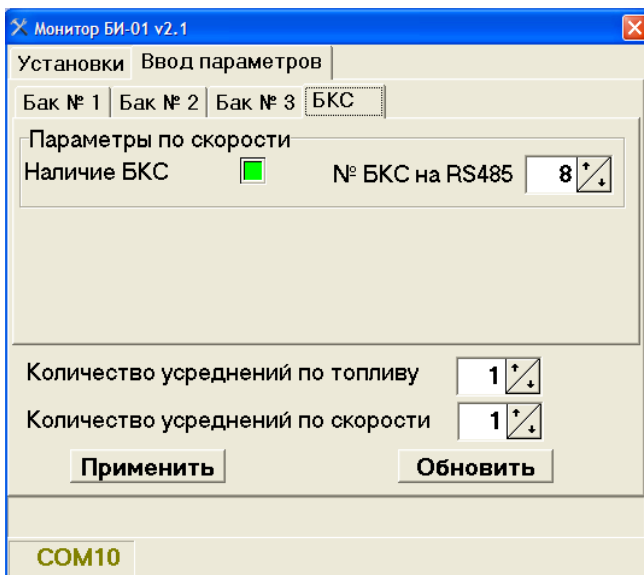 Монитор БИ-01 v2.1
Установки Ввод параметров
Бак № 1 Бак № 2 Бак № 3 БКС
Параметры по скорости
Наличие БКС № БКС на RS485 8
Количество усреднений по топливу 1
Количество усреднений по скорости 1
Применить Обновить
COM10